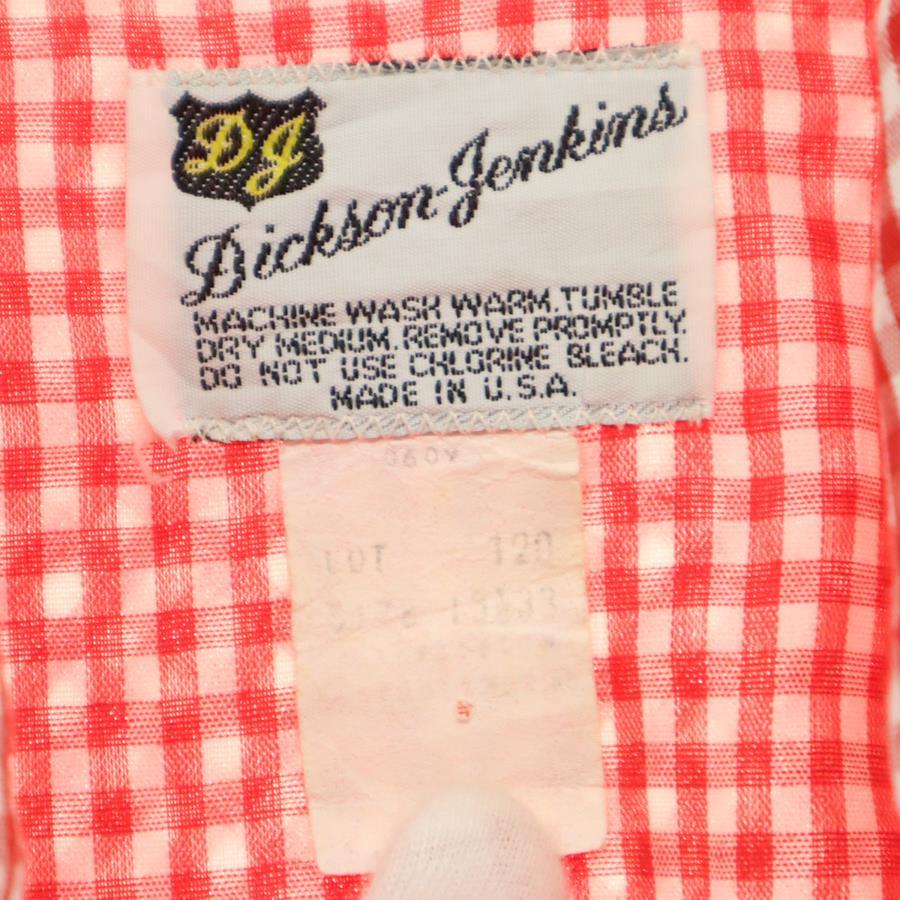 DJ
Dickson-Jenkins
MACHINE WASH WARM. TUMBLE
DRY MEDIUM. REMOVE PROMPTLY.
DO NOT USE CHLORINE BLEACH.
MADE IN U.S.A.
LOT 120